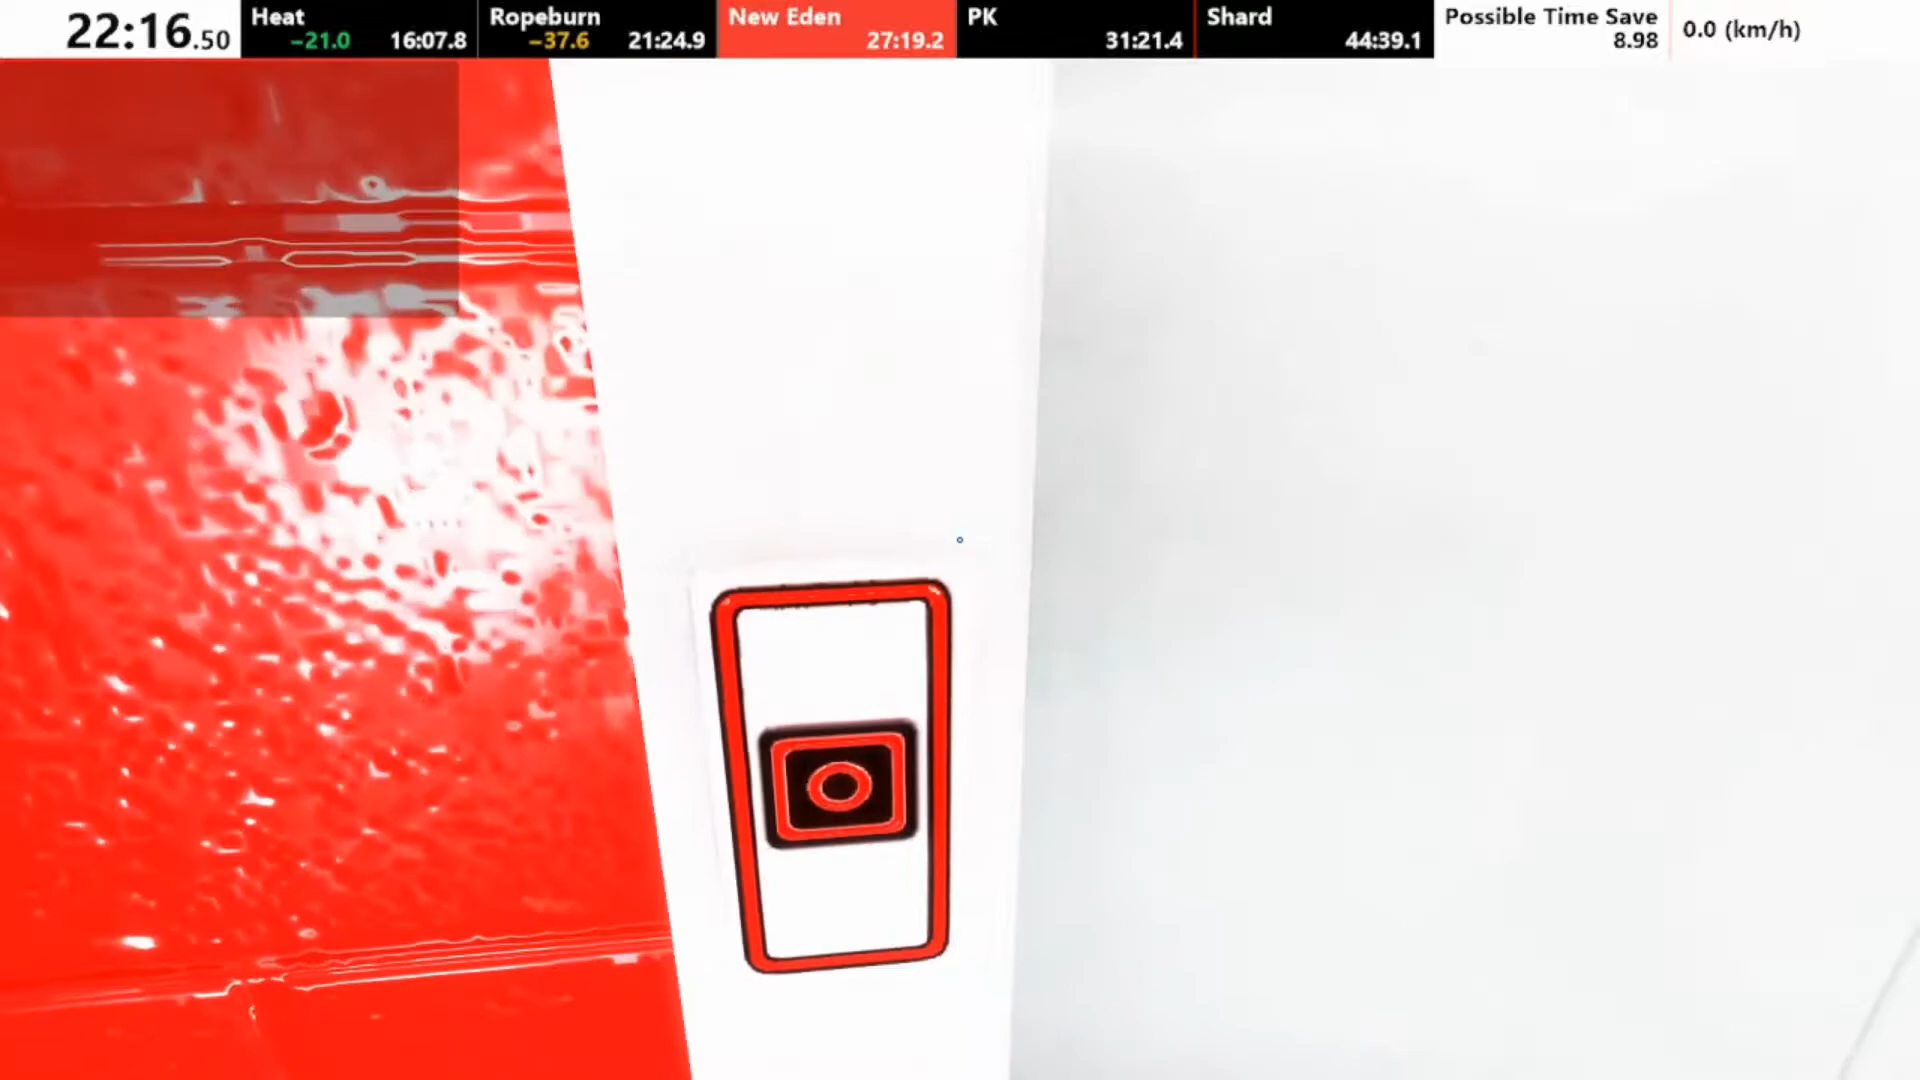 22:16.50
Heat
-21.0 16:07.8
Ropeburn
-37.6 21:24.9
New Eden
27:19.2
PK
31:21.4
Shard
44:39.1
Possible Time Save
8.98
0.0 (km/h)